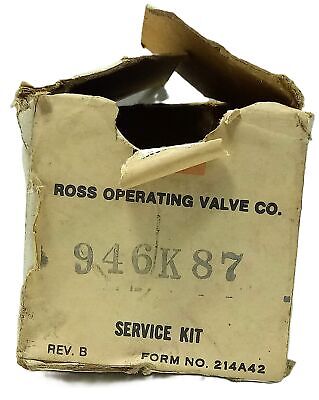 ROSS OPERATING VALVE CO.
946K87
SERVICE KIT
REV. B FORM NO. 214A42